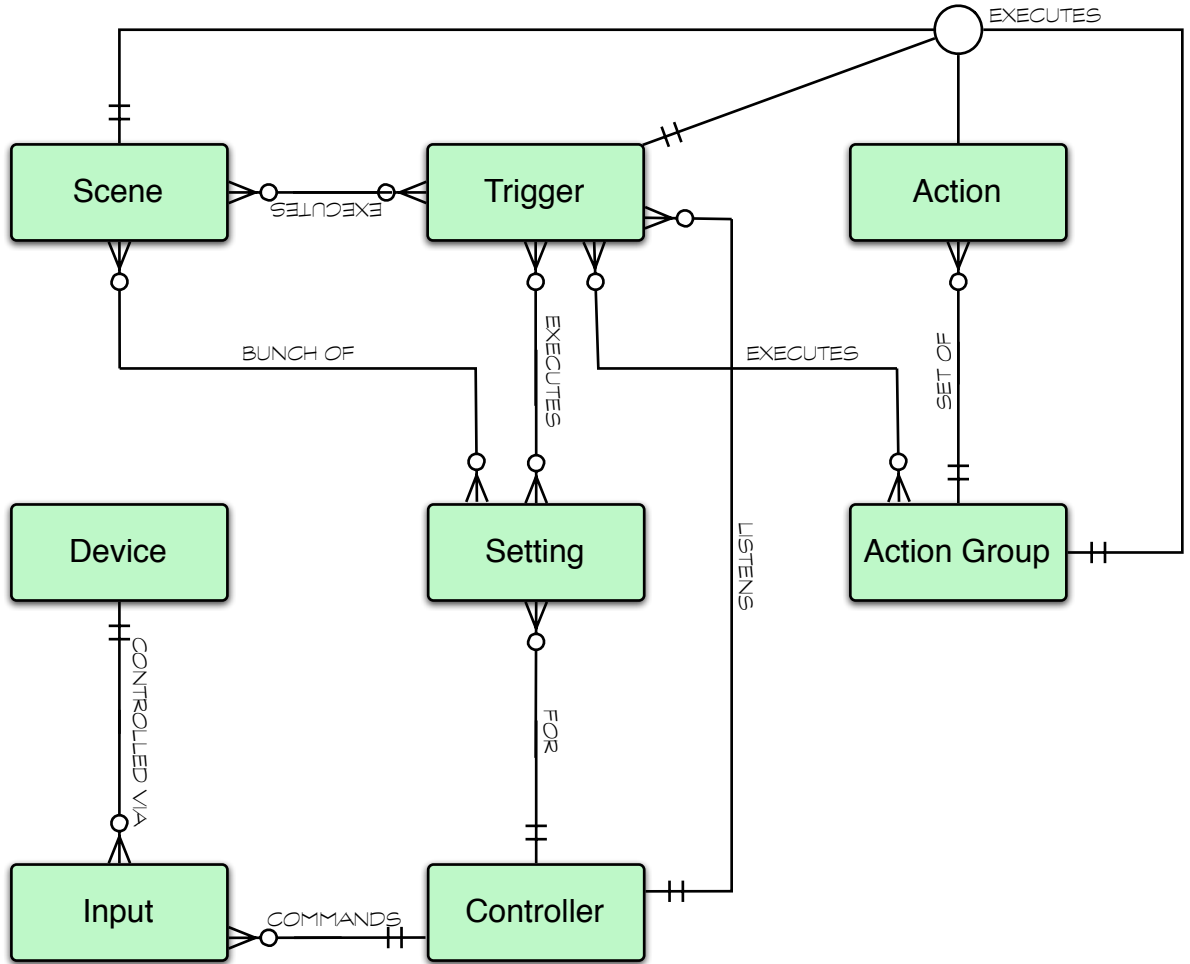 EXECUTES
Scene
Trigger
Action
EXECUTES
BUNCH OF
EXECUTES
EXECUTES
SET OF
Device
Setting
Action Group
LISTENS
CONTROLLED VIA
FOR
Input
COMMANDS
Controller